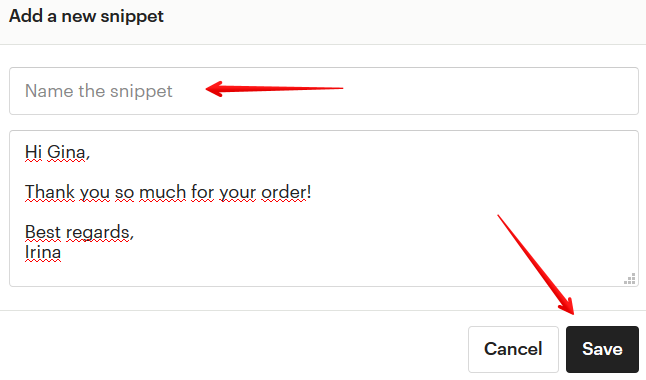 Add a new snippet
Name the snippet
Hi Gina,
Thank you so much for your order!
Best regards,
Irina
Cancel
Save